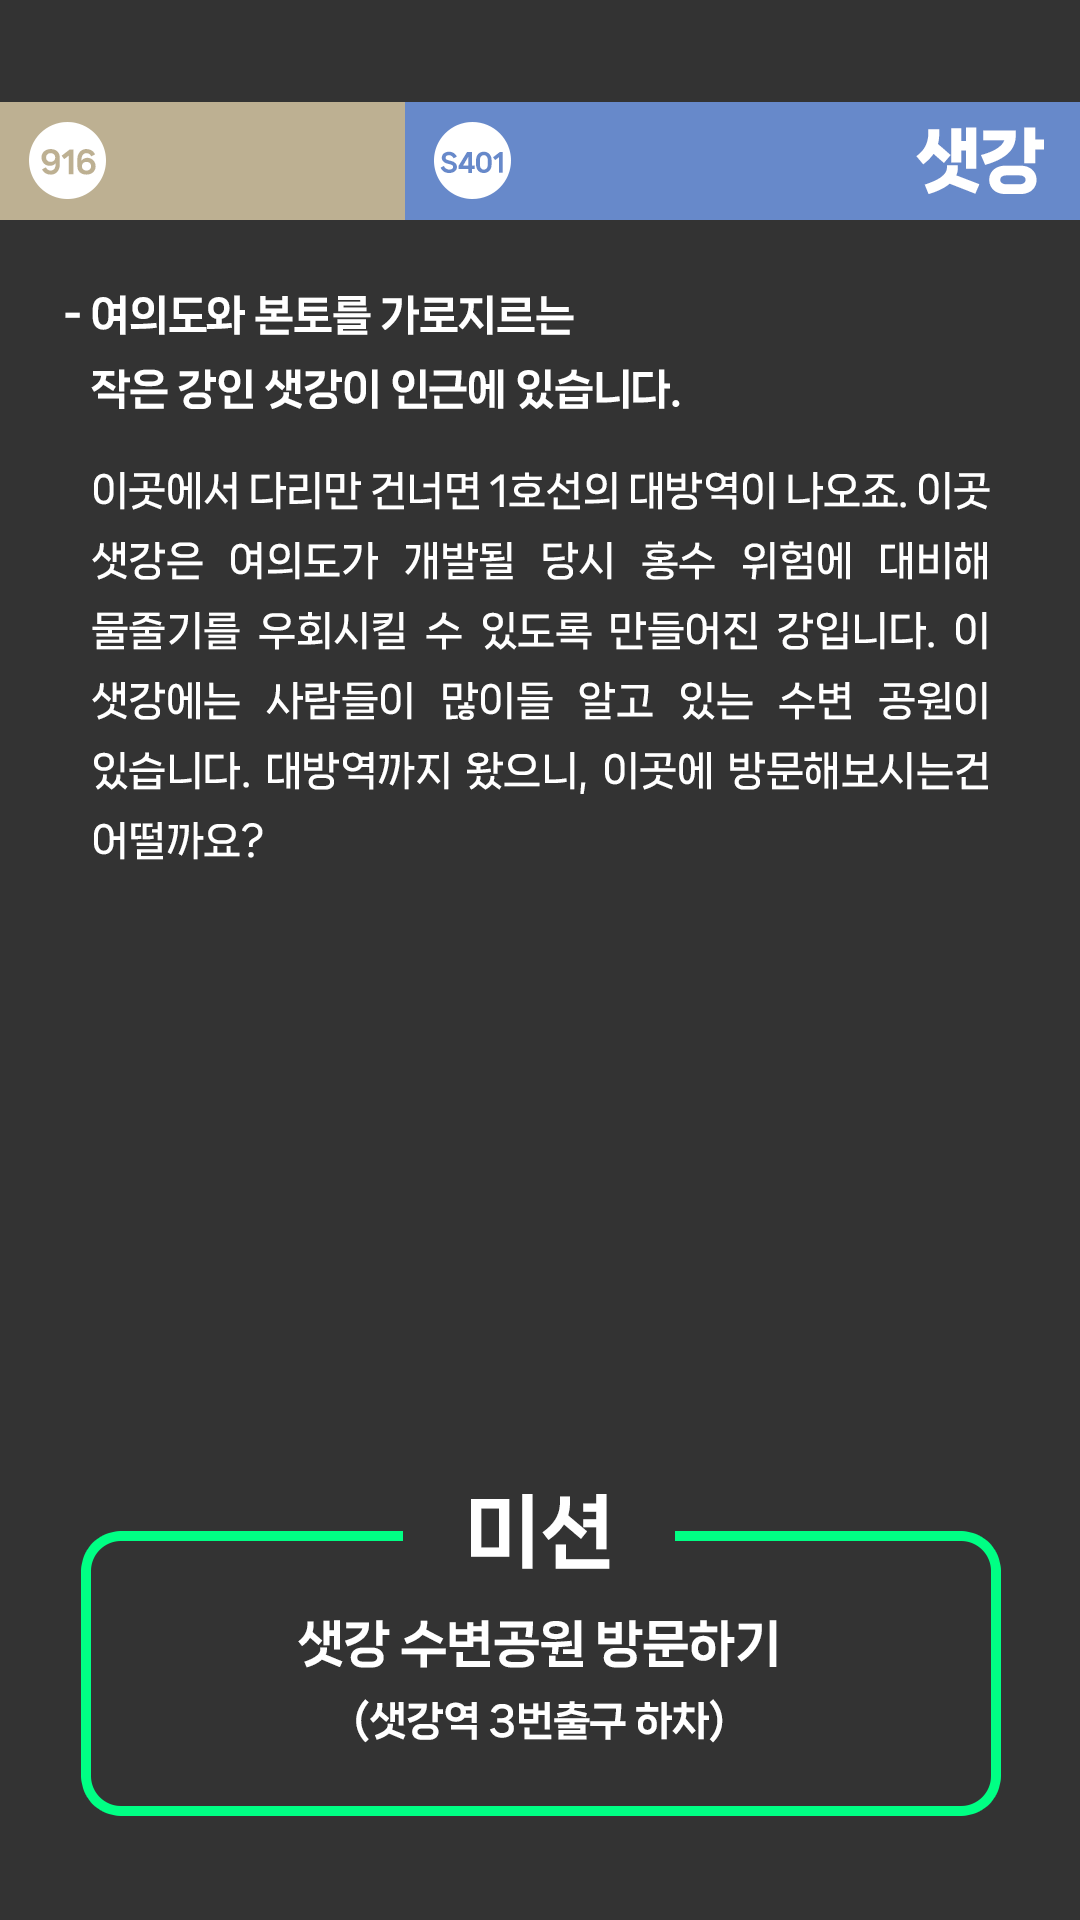 916
S401
샛강
- 여의도와 본토를 가로지르는
작은 강인 샛강이 인근에 있습니다.
이곳에서 다리만 건너면 1호선의 대방역이 나오죠. 이곳
샛강은 여의도가 개발될 당시 홍수 위험에 대비해
물줄기를 우회시킬 수 있도록 만들어진 강입니다. 이
샛강에는 사람들이 많이들 알고 있는 수변 공원이
있습니다. 대방역까지 왔으니, 이곳에 방문해보시는건
어떨까요?
미션
샛강 수변공원 방문하기
(샛강역 3번출구 하차)